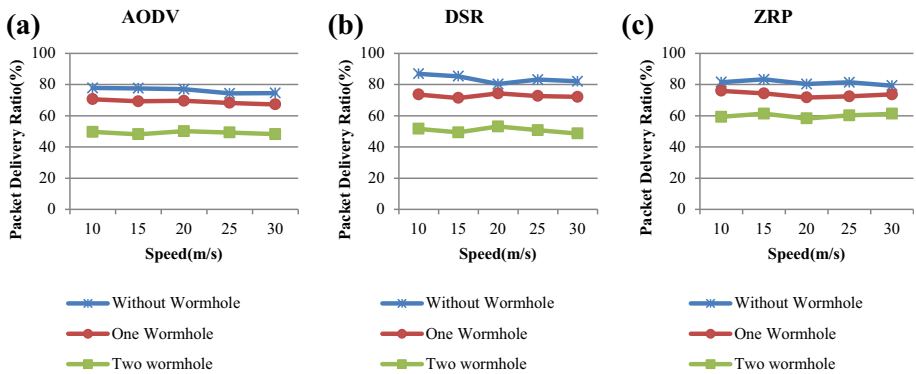 (a)
AODV
Packet Delivery Ratio(%)
100
80
60
40
20
0
10 15 20 25 30
Speed(m/s)
Without Wormhole
One Wormhole
Two wormhole
(b)
DSR
Packet Delivery Ratio(%)
100
80
60
40
20
0
10 15 20 25 30
Speed(m/s)
Without Wormhole
One Wormhole
Two wormhole
(c)
ZRP
Packet Delivery Ratio(%)
100
80
60
40
20
0
10 15 20 25 30
Speed(m/s)
Without Wormhole
One Wormhole
Two wormhole